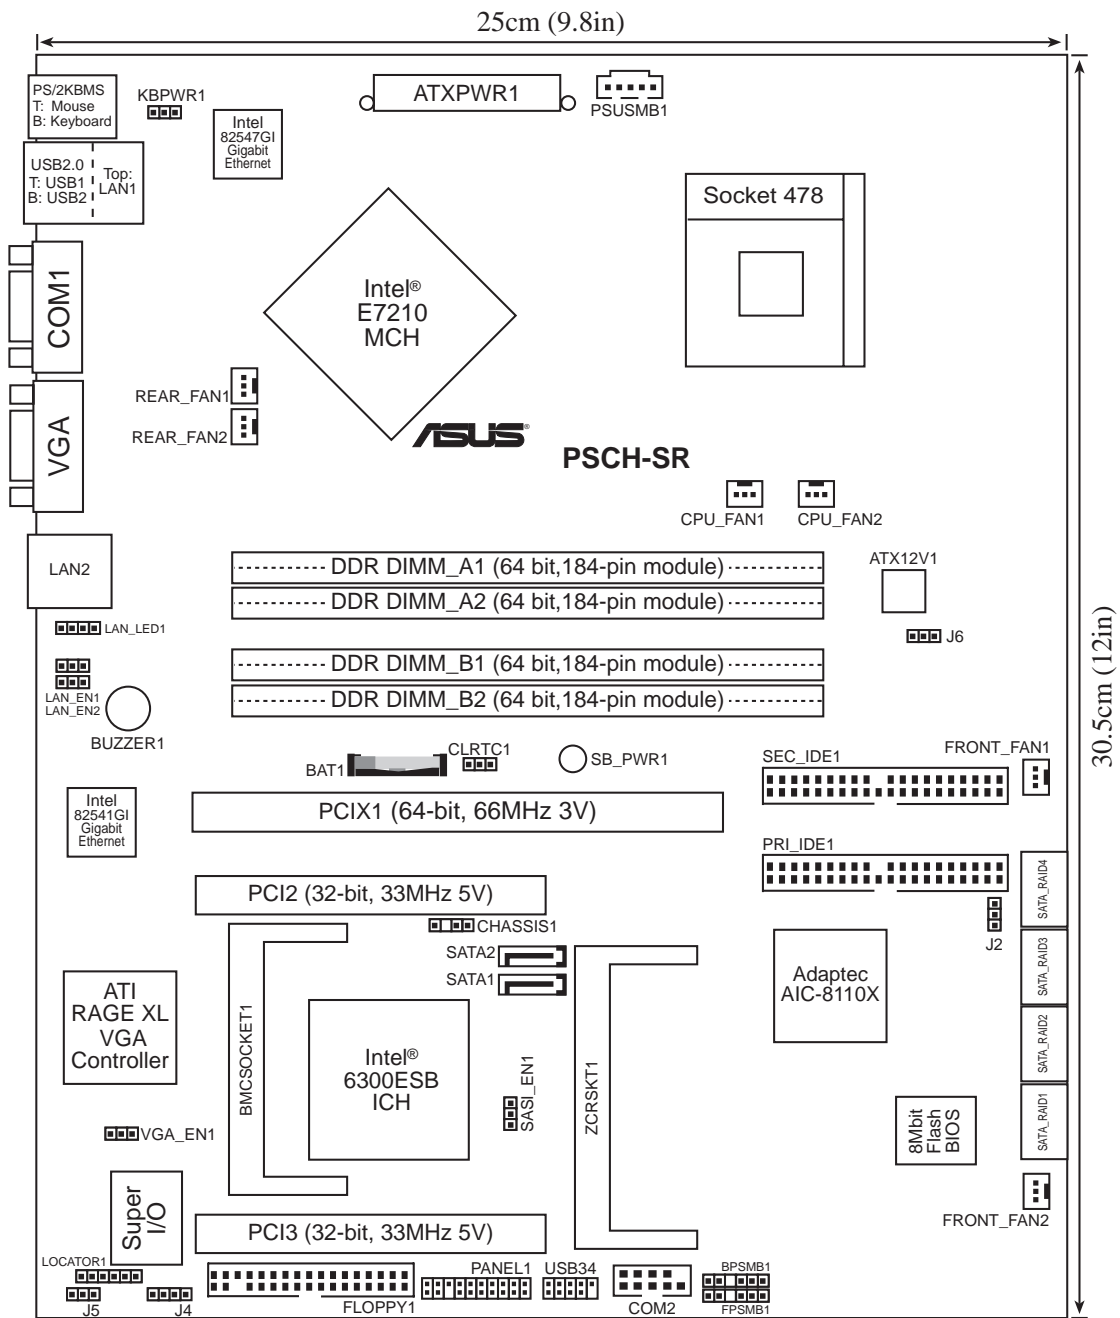 25cm (9.8in)
PS/2KBMS
T: Mouse
B: Keyboard
KBPWR1
ATXPWR1
PSUSMB1
Intel
82547GI
Gigabit
Ethernet
USB2.0
T: USB1
B: USB2
Top:
LAN1
Socket 478
COM1
Intel®
E7210
MCH
REAR_FAN1
REAR_FAN2
VGA
ASUS®
PSCH-SR
CPU_FAN1
CPU_FAN2
LAN2
DDR DIMM_A1 (64 bit,184-pin module)
DDR DIMM_A2 (64 bit,184-pin module)
ATX12V1
LAN_LED1
J6
30.5cm (12in)
DDR DIMM_B1 (64 bit,184-pin module)
DDR DIMM_B2 (64 bit,184-pin module)
LAN_EN1
LAN_EN2
BUZZER1
BAT1
CLRTC1
SB_PWR1
SEC_IDE1
FRONT_FAN1
Intel
82541GI
Gigabit
Ethernet
PCIX1 (64-bit, 66MHz 3V)
PRI_IDE1
SATA_RAID4
PCI2 (32-bit, 33MHz 5V)
CHASSIS1
J2
SATA2
SATA1
SATA_RAID3
Adaptec
AIC-8110X
ATI
RAGE XL
VGA
Controller
BMCSOCKET1
Intel®
6300ESB
ICH
SASI_EN1
ZCRSKT1
SATA_RAID2
8Mbit
Flash
BIOS
SATA_RAID1
VGA_EN1
Super
I/O
FRONT_FAN2
PCI3 (32-bit, 33MHz 5V)
LOCATOR1
PANEL1
USB34
BPSMB1
J5
J4
FLOPPY1
COM2
FPSMB1